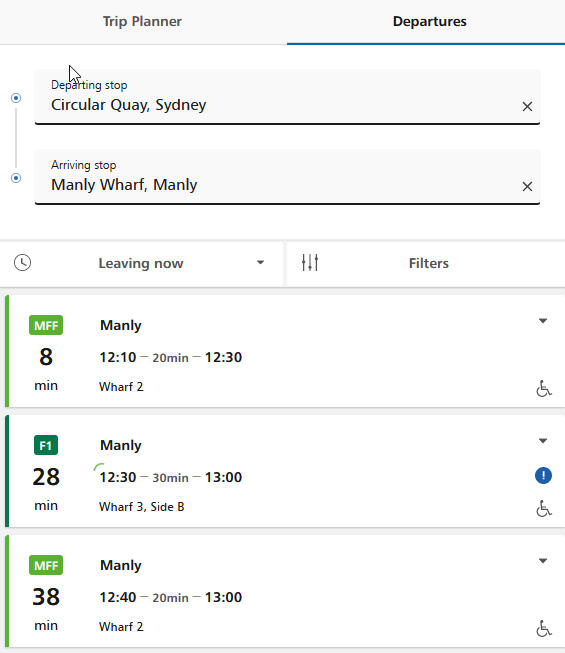 Trip Planner Departures
Departing stop
Circular Quay, Sydney
Arriving stop
Manly Wharf, Manly
Leaving now Filters
MFF Manly
8 12:10 – 20min – 12:30
min Wharf 2
F1 Manly
28 12:30 – 30min – 13:00
min Wharf 3, Side B
MFF Manly
38 12:40 – 20min – 13:00
min Wharf 2